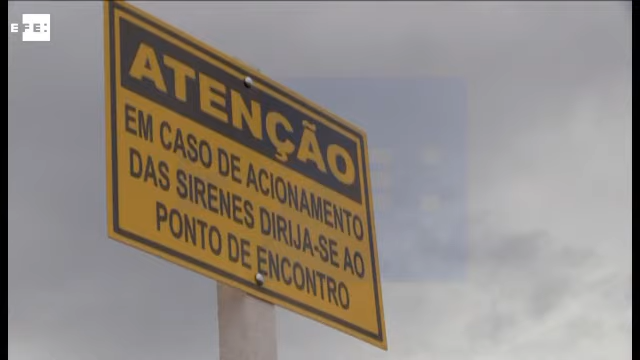 EFE:
ATENÇÃO
EM CASO DE ACIONAMENTO
DAS SIRENES DIRIJA-SE AO
PONTO DE ENCONTRO